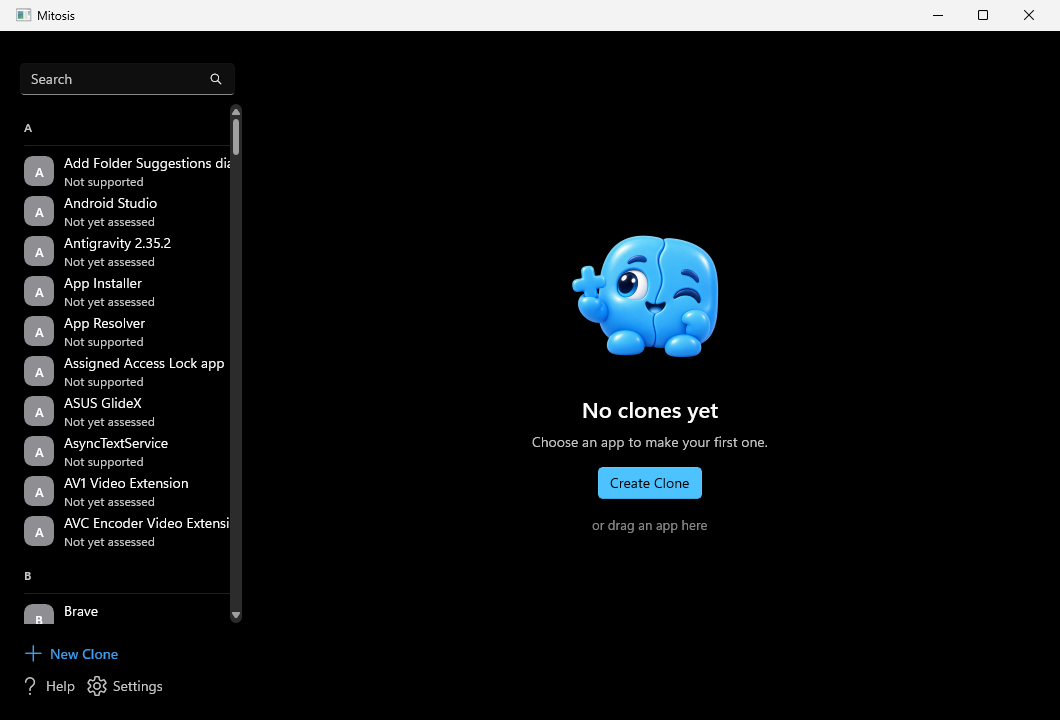 Mitosis
Search
A
A
Add Folder Suggestions dia
Not supported
A
Android Studio
Not yet assessed
A
Antigravity 2.35.2
Not yet assessed
A
App Installer
Not yet assessed
A
App Resolver
Not supported
A
Assigned Access Lock app
Not supported
A
ASUS GlideX
Not yet assessed
A
AsyncTextService
Not supported
A
AV1 Video Extension
Not yet assessed
A
AVC Encoder Video Extensi
Not yet assessed
B
B
Brave
New Clone
? Help
Settings
No clones yet
Choose an app to make your first one.
Create Clone
or drag an app here